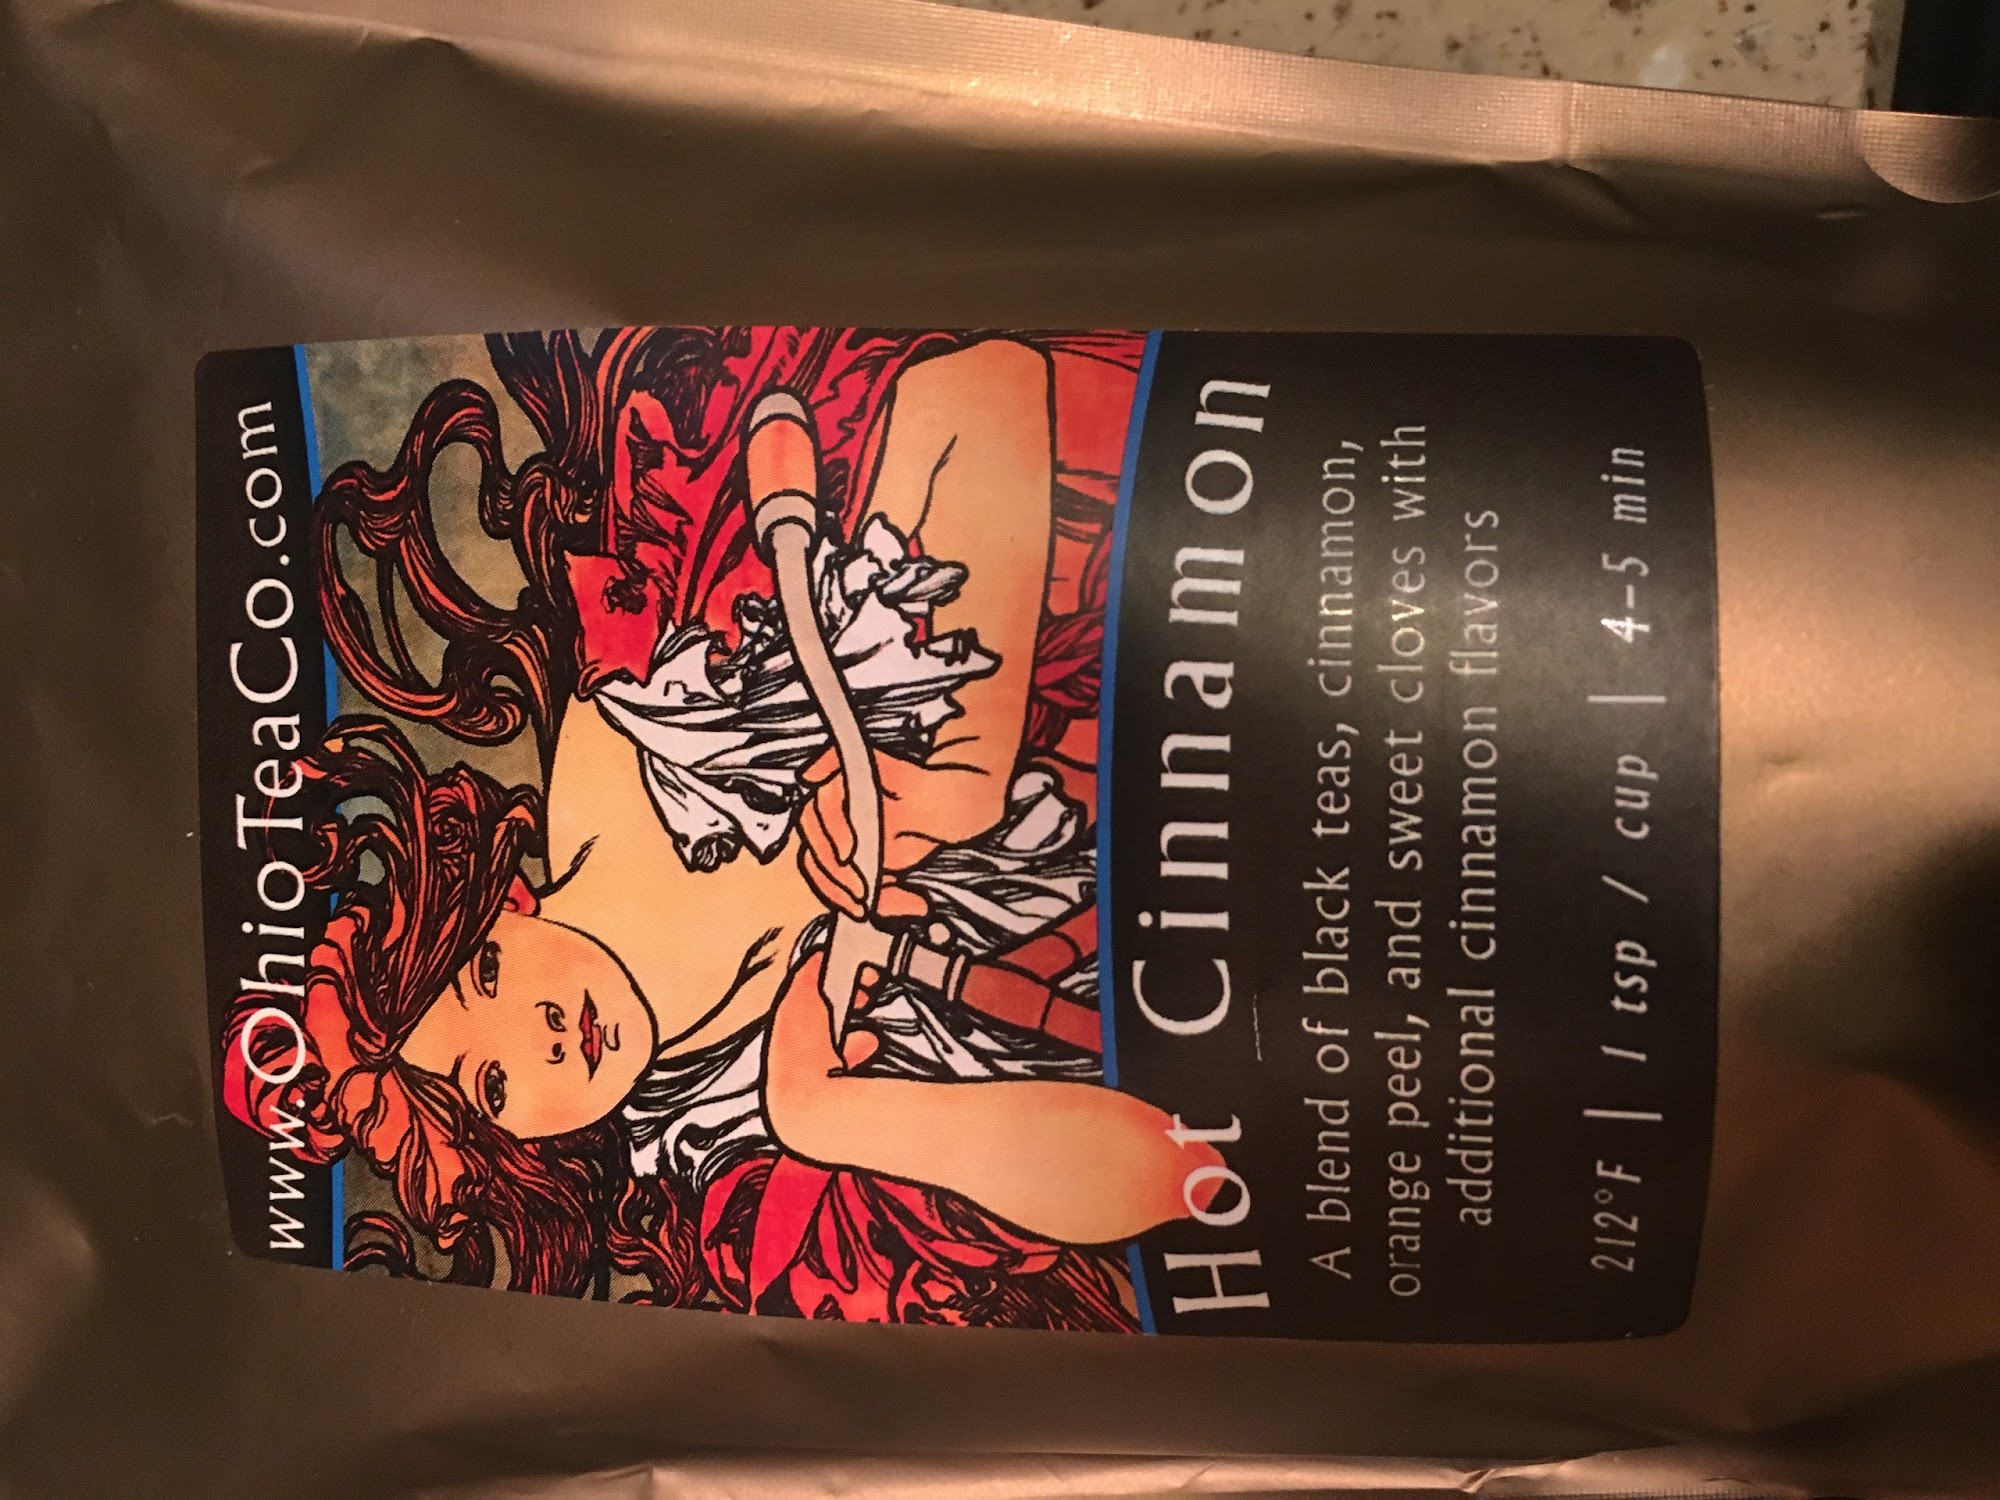 www.OhioTeaCo.com
Hot Cinnamon
A blend of black teas, cinnamon,
orange peel, and sweet cloves with
additional cinnamon flavors
212°F | 1 tsp / cup | 4–5 min